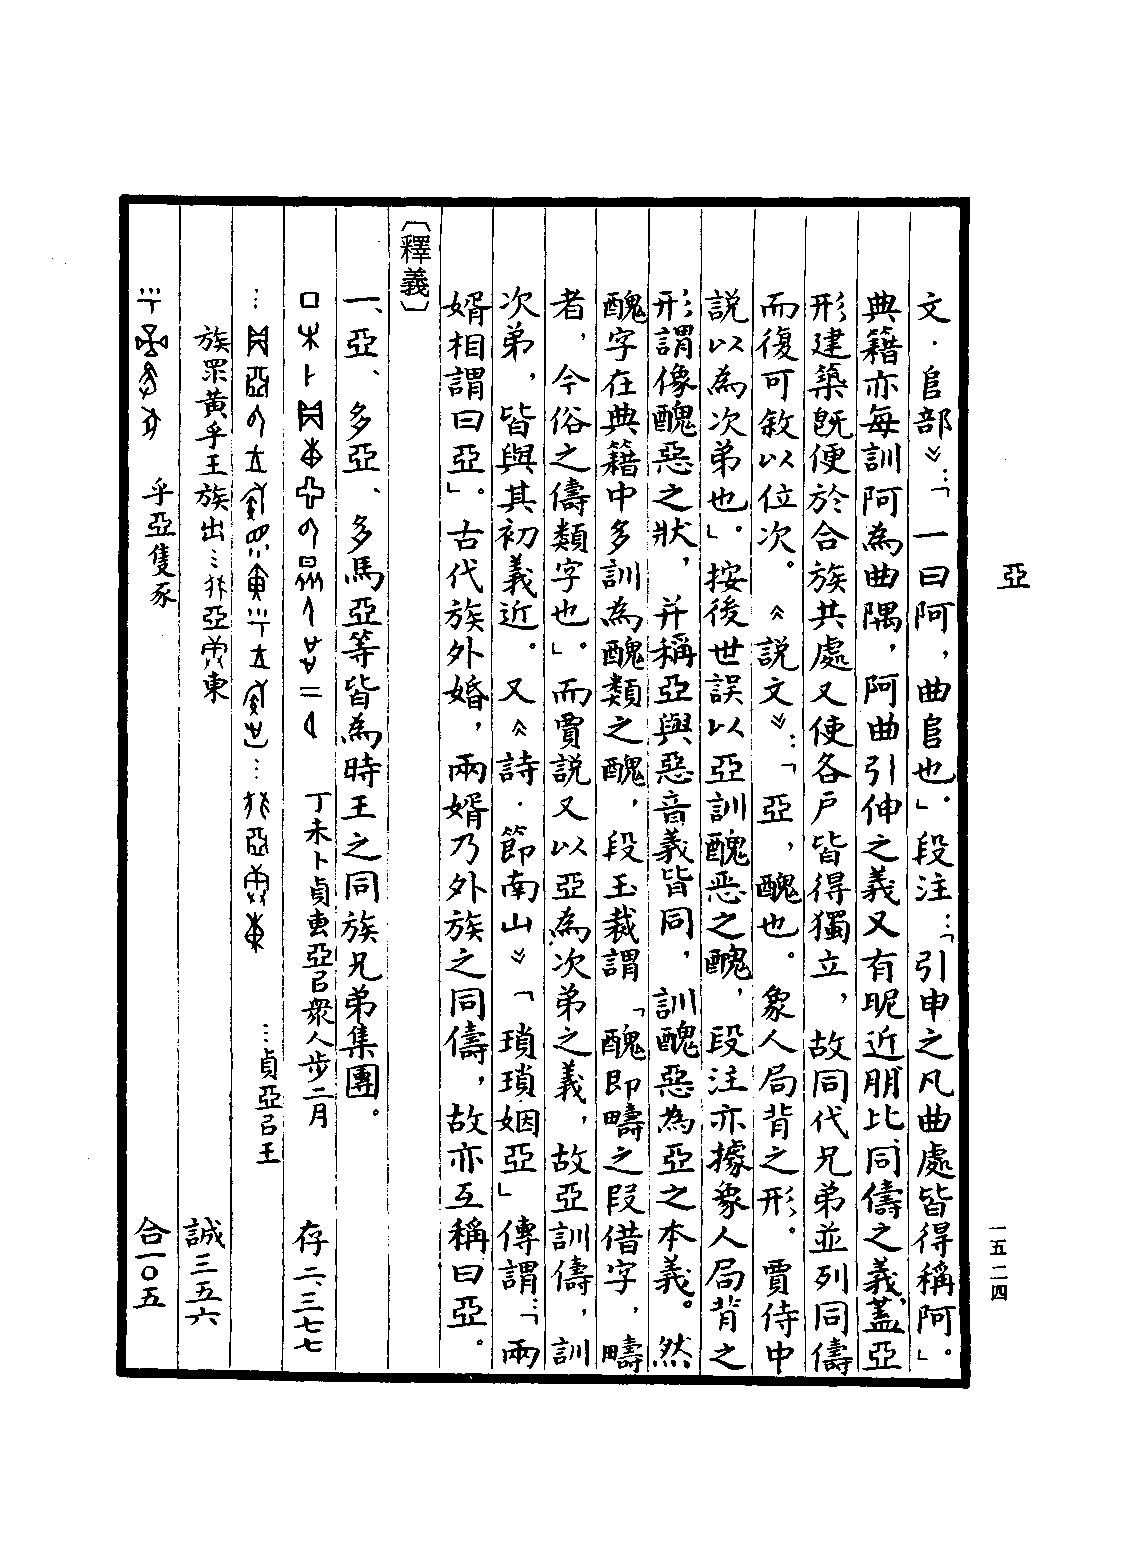 亞
一五二四
文·𨸏部》：「一曰阿，曲𨸏也」，段注：「引申之凡曲處皆得稱阿」。
典籍亦每訓阿為曲隅，阿曲引伸之義又有昵近朋比、同儔之義，蓋亞
形建築既便於合族共處又使各戶皆得獨立，故同代兄弟並列同儔
而復可敘以位次。《說文》：「亞，醜也。象人局背之形。賈侍中
說以為次弟也」。按後世誤以亞訓醜惡之醜，段注亦據象人局背之
形謂像醜惡之狀，并稱亞與惡音義皆同，訓醜惡為亞之本義。然
醜字在典籍中多訓為醜類之醜，段玉裁謂「醜即疇之叚借字，疇
者，今俗之儔類字也」。而賈說又以亞為次弟之義，故亞訓儔，訓
次弟，皆與其初義近。又《詩·節南山》「瑣瑣姻亞」傳謂：「兩
婿相謂曰亞」。古代族外婚，兩婿乃外族之同儔，故亦互稱曰亞。
〔釋義〕
一、亞、多亞、多馬亞等皆為時王之同族兄弟集團。
丁未卜貞叀亞㠯衆人步二月 存二、三七七
…貞亞㠯王
族眔黃乎王族出…亞東 誠三五六
乎亞隻豕 合一〇五